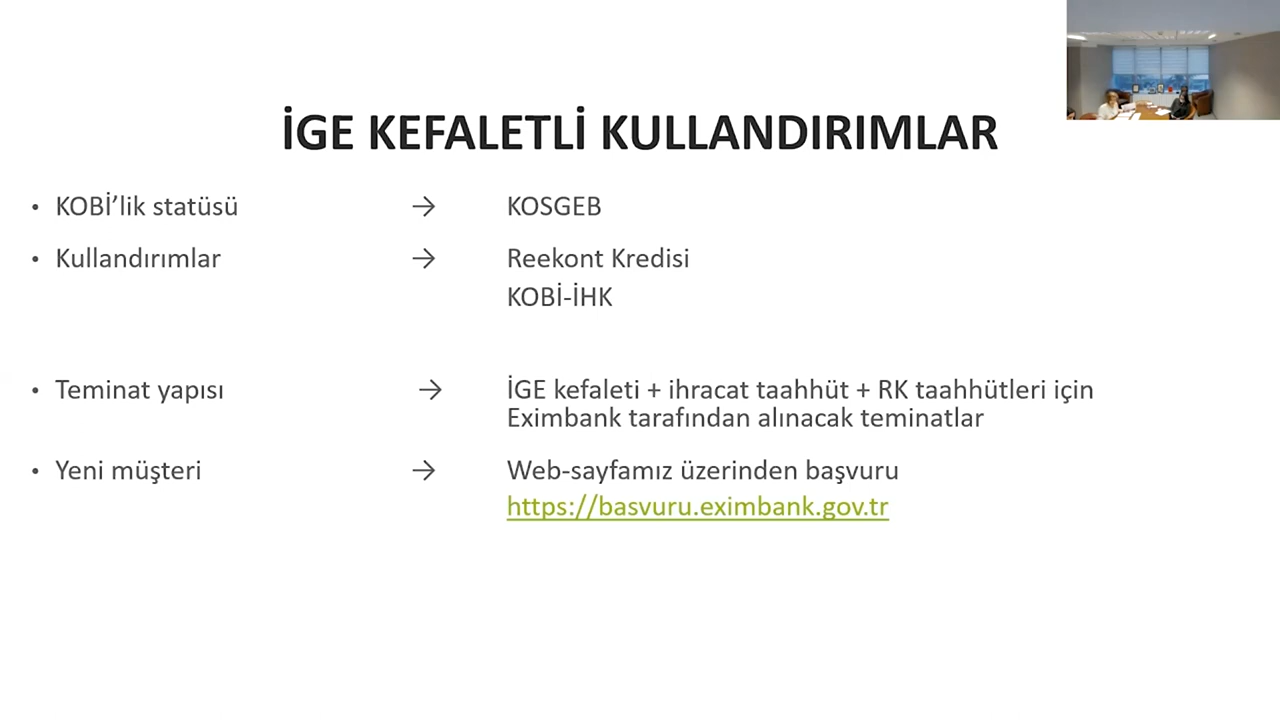 İGE KEFALETLİ KULLANDIRIMLAR
• KOBİ’lik statüsü → KOSGEB
• Kullandırımlar → Reekont Kredisi
KOBİ-İHK
• Teminat yapısı → İGE kefaleti + ihracat taahhüt + RK taahhütleri için
Eximbank tarafından alınacak teminatlar
• Yeni müşteri → Web-sayfamız üzerinden başvuru
https://basvuru.eximbank.gov.tr